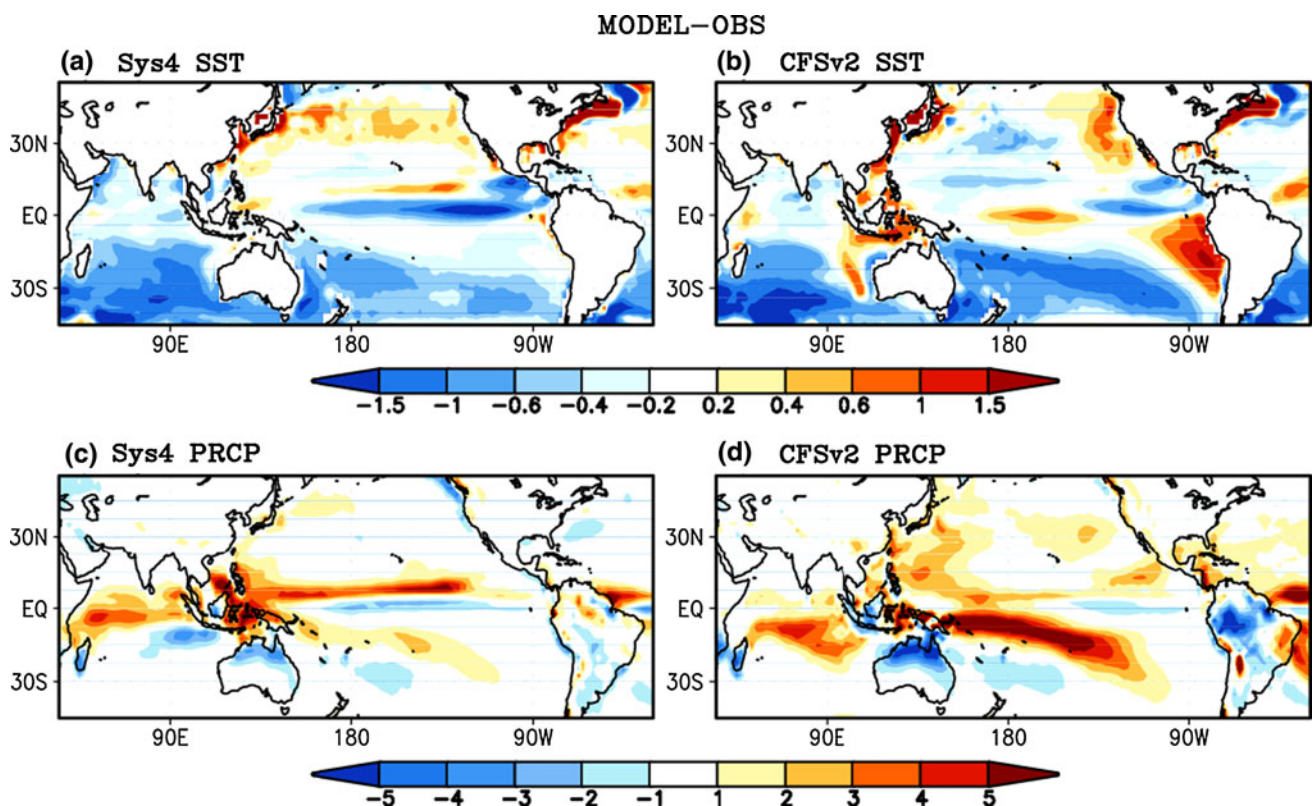 MODEL-OBS
(a) Sys4 SST
(b) CFSv2 SST
30N
EQ
30S
90E 180 90W
30N
EQ
30S
90E 180 90W
-1.5 -1 -0.6 -0.4 -0.2 0.2 0.4 0.6 1 1.5
(c) Sys4 PRCP
(d) CFSv2 PRCP
30N
EQ
30S
90E 180 90W
30N
EQ
30S
90E 180 90W
-5 -4 -3 -2 -1 1 2 3 4 5